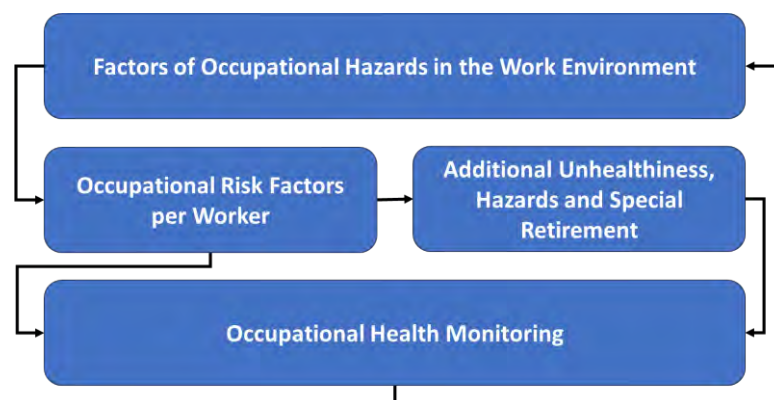 Factors of Occupational Hazards in the Work Environment
Occupational Risk Factors
per Worker
Additional Unhealthiness,
Hazards and Special
Retirement
Occupational Health Monitoring